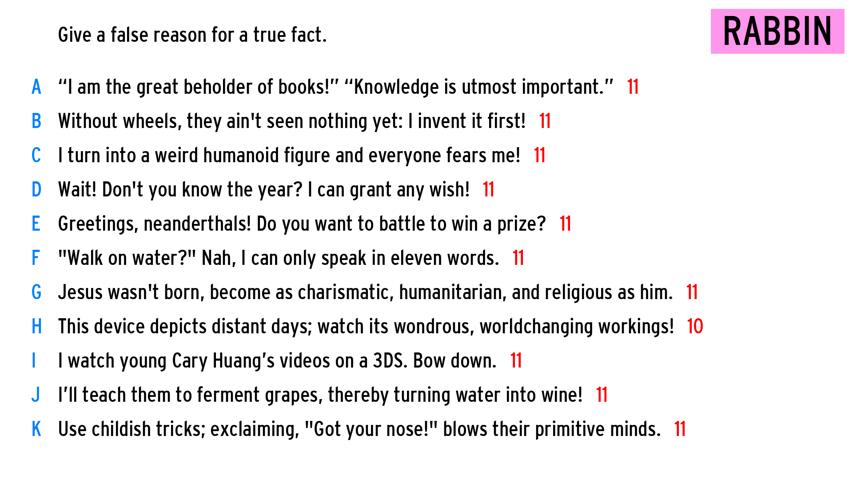 Give a false reason for a true fact.
RABBIN
A “I am the great beholder of books!” “Knowledge is utmost important.” 11
B Without wheels, they ain't seen nothing yet: I invent it first! 11
C I turn into a weird humanoid figure and everyone fears me! 11
D Wait! Don't you know the year? I can grant any wish! 11
E Greetings, neanderthals! Do you want to battle to win a prize? 11
F "Walk on water?" Nah, I can only speak in eleven words. 11
G Jesus wasn't born, become as charismatic, humanitarian, and religious as him. 11
H This device depicts distant days; watch its wondrous, worldchanging workings! 10
I I watch young Cary Huang’s videos on a 3DS. Bow down. 11
J I’ll teach them to ferment grapes, thereby turning water into wine! 11
K Use childish tricks; exclaiming, "Got your nose!" blows their primitive minds. 11